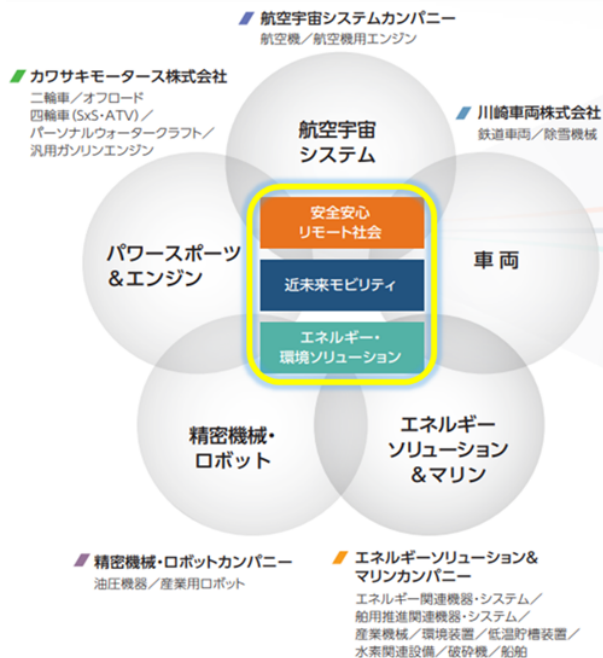 航空宇宙システムカンパニー
航空機／航空機用エンジン
カワサキモータース株式会社
二輪車／オフロード
四輪車（SxS・ATV）／
パーソナルウォータークラフト／
汎用ガソリンエンジン
川崎車両株式会社
鉄道車両／除雪機械
航空宇宙
システム
パワースポーツ
＆エンジン
安全安心
リモート社会
近未来モビリティ
エネルギー・
環境ソリューション
車両
精密機械・
ロボット
エネルギー
ソリューション
＆マリン
精密機械・ロボットカンパニー
油圧機器／産業用ロボット
エネルギーソリューション＆
マリンカンパニー
エネルギー関連機器・システム／
舶用推進関連機器・システム／
産業機械／環境装置／低温貯槽装置／
水素関連設備／破砕機／船舶